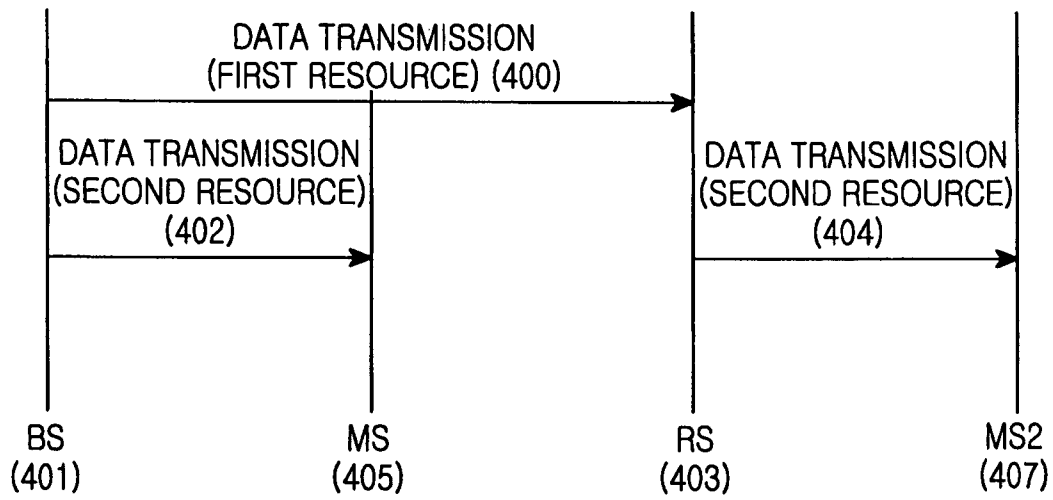 DATA TRANSMISSION
(FIRST RESOURCE) (400)
DATA TRANSMISSION
(SECOND RESOURCE)
(402)
DATA TRANSMISSION
(SECOND RESOURCE)
(404)
BS
(401)
MS
(405)
RS
(403)
MS2
(407)